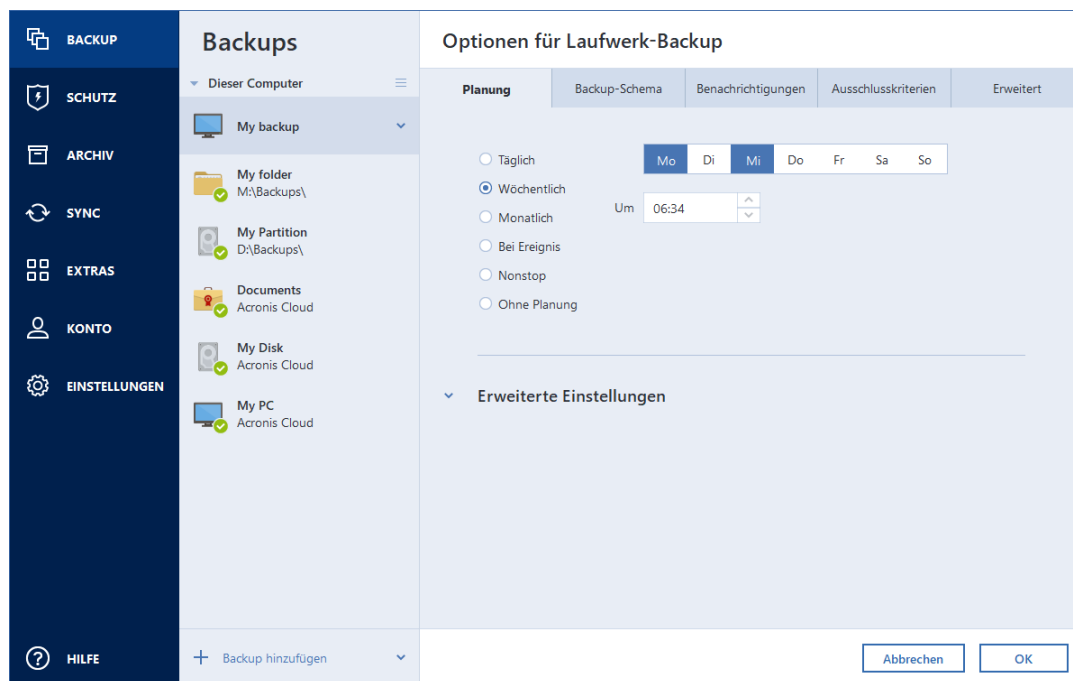 BACKUP
SCHUTZ
ARCHIV
SYNC
EXTRAS
KONTO
EINSTELLUNGEN
HILFE
Backups
Dieser Computer
My backup
My folder
M:\Backups\
My Partition
D:\Backups\
Documents
Acronis Cloud
My Disk
Acronis Cloud
My PC
Acronis Cloud
Backup hinzufügen
Optionen für Laufwerk-Backup
Planung Backup-Schema Benachrichtigungen Ausschlusskriterien Erweitert
Täglich
Wöchentlich
Monatlich
Bei Ereignis
Nonstop
Ohne Planung
Mo Di Mi Do Fr Sa So
Um 06:34
Erweiterte Einstellungen
Abbrechen OK